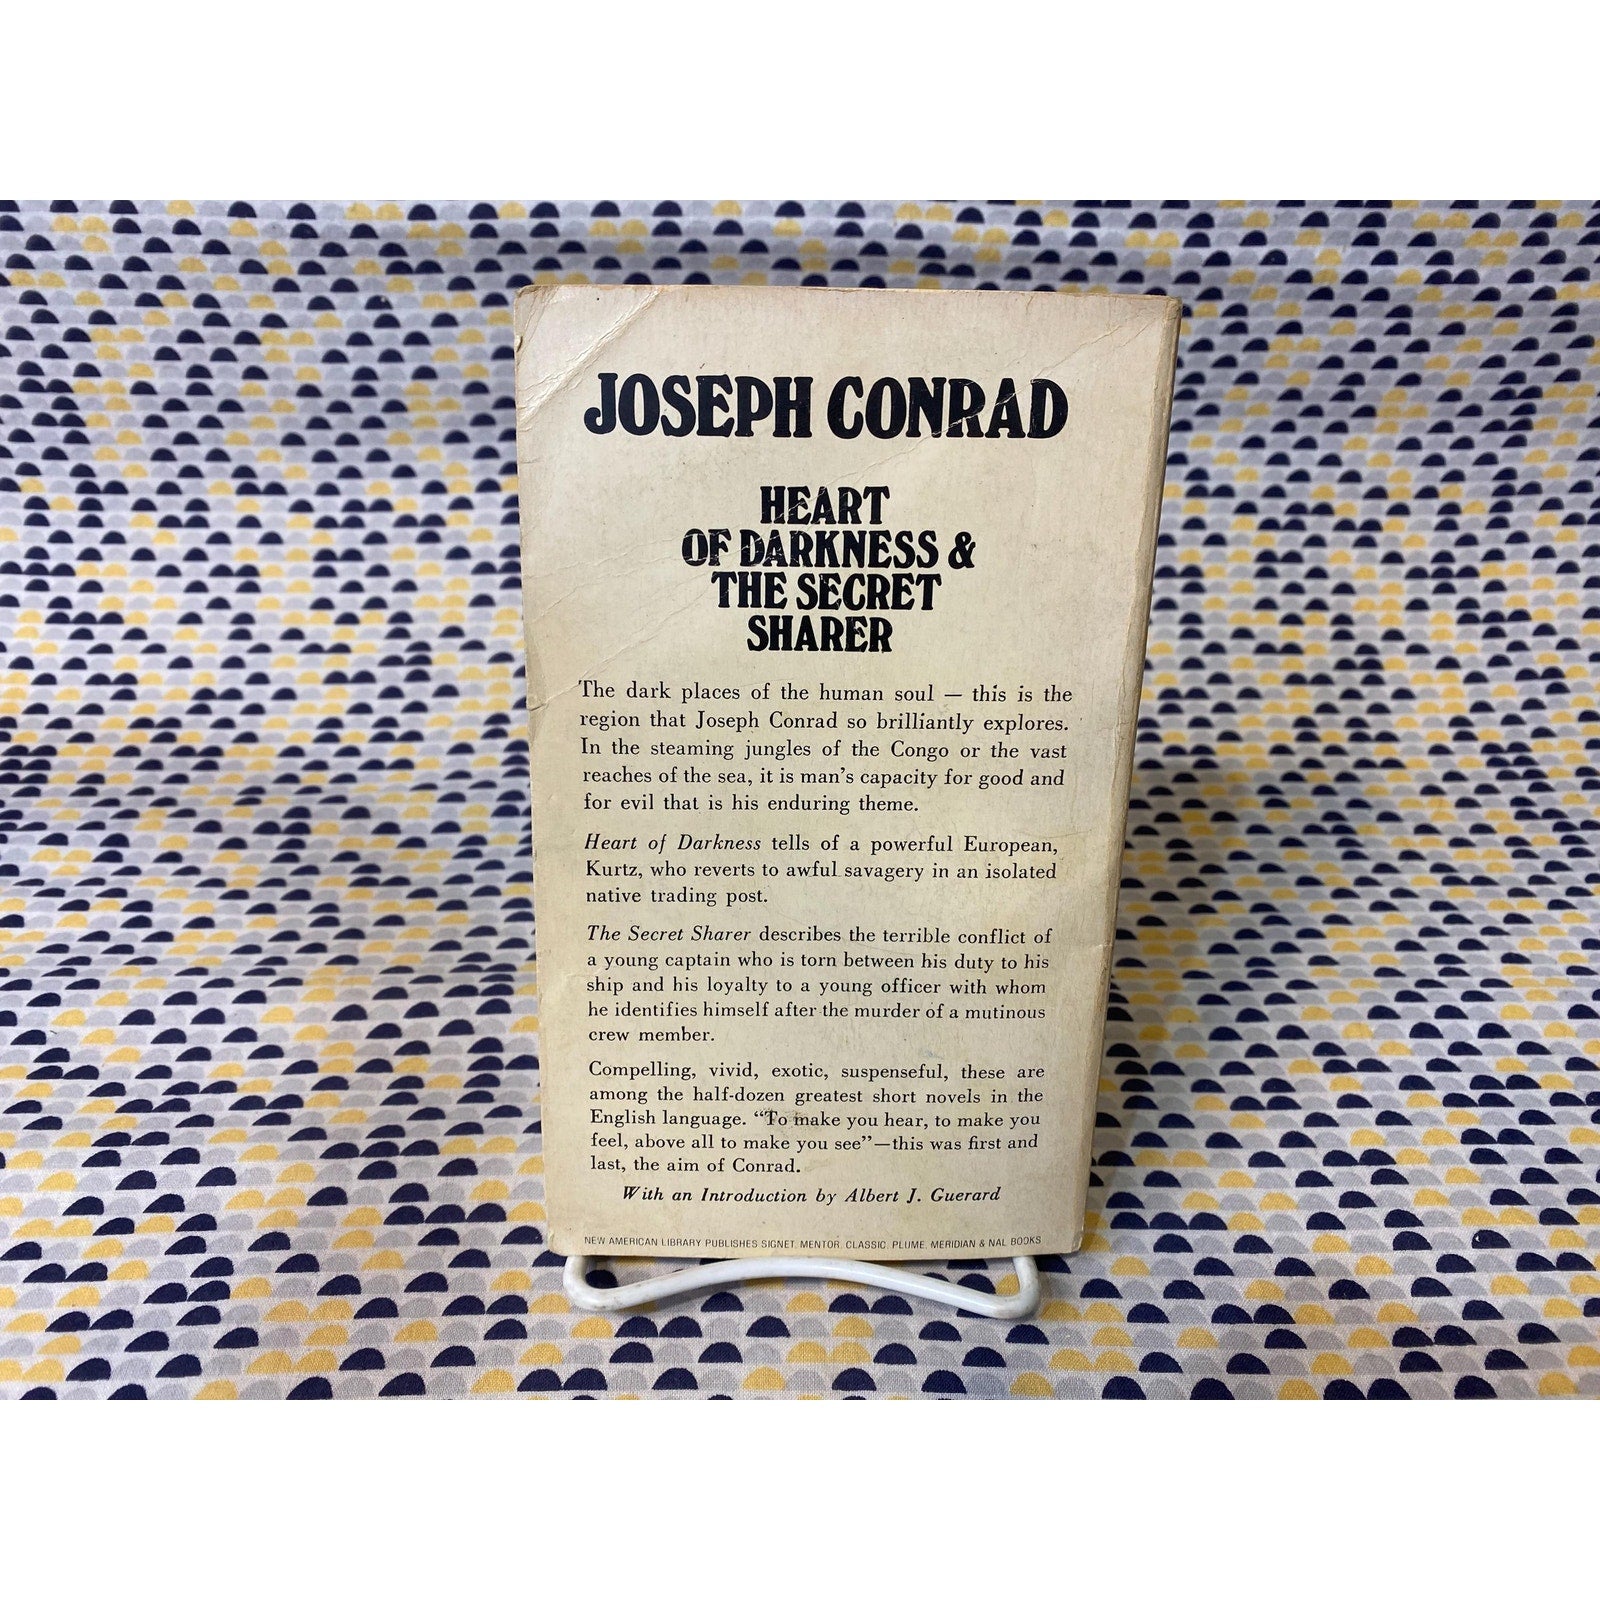 JOSEPH CONRAD
HEART
OF DARKNESS &
THE SECRET
SHARER
The dark places of the human soul — this is the
region that Joseph Conrad so brilliantly explores.
In the steaming jungles of the Congo or the vast
reaches of the sea, it is man's capacity for good and
for evil that is his enduring theme.
Heart of Darkness tells of a powerful European,
Kurtz, who reverts to awful savagery in an isolated
native trading post.
The Secret Sharer describes the terrible conflict of
a young captain who is torn between his duty to his
ship and his loyalty to a young officer with whom
he identifies himself after the murder of a mutinous
crew member.
Compelling, vivid, exotic, suspenseful, these are
among the half-dozen greatest short novels in the
English language. “To make you hear, to make you
feel, above all to make you see”—this was first and
last, the aim of Conrad.
With an Introduction by Albert J. Guerard
NEW AMERICAN LIBRARY PUBLISHES SIGNET, MENTOR, CLASSIC, PLUME, MERIDIAN & NAL BOOKS